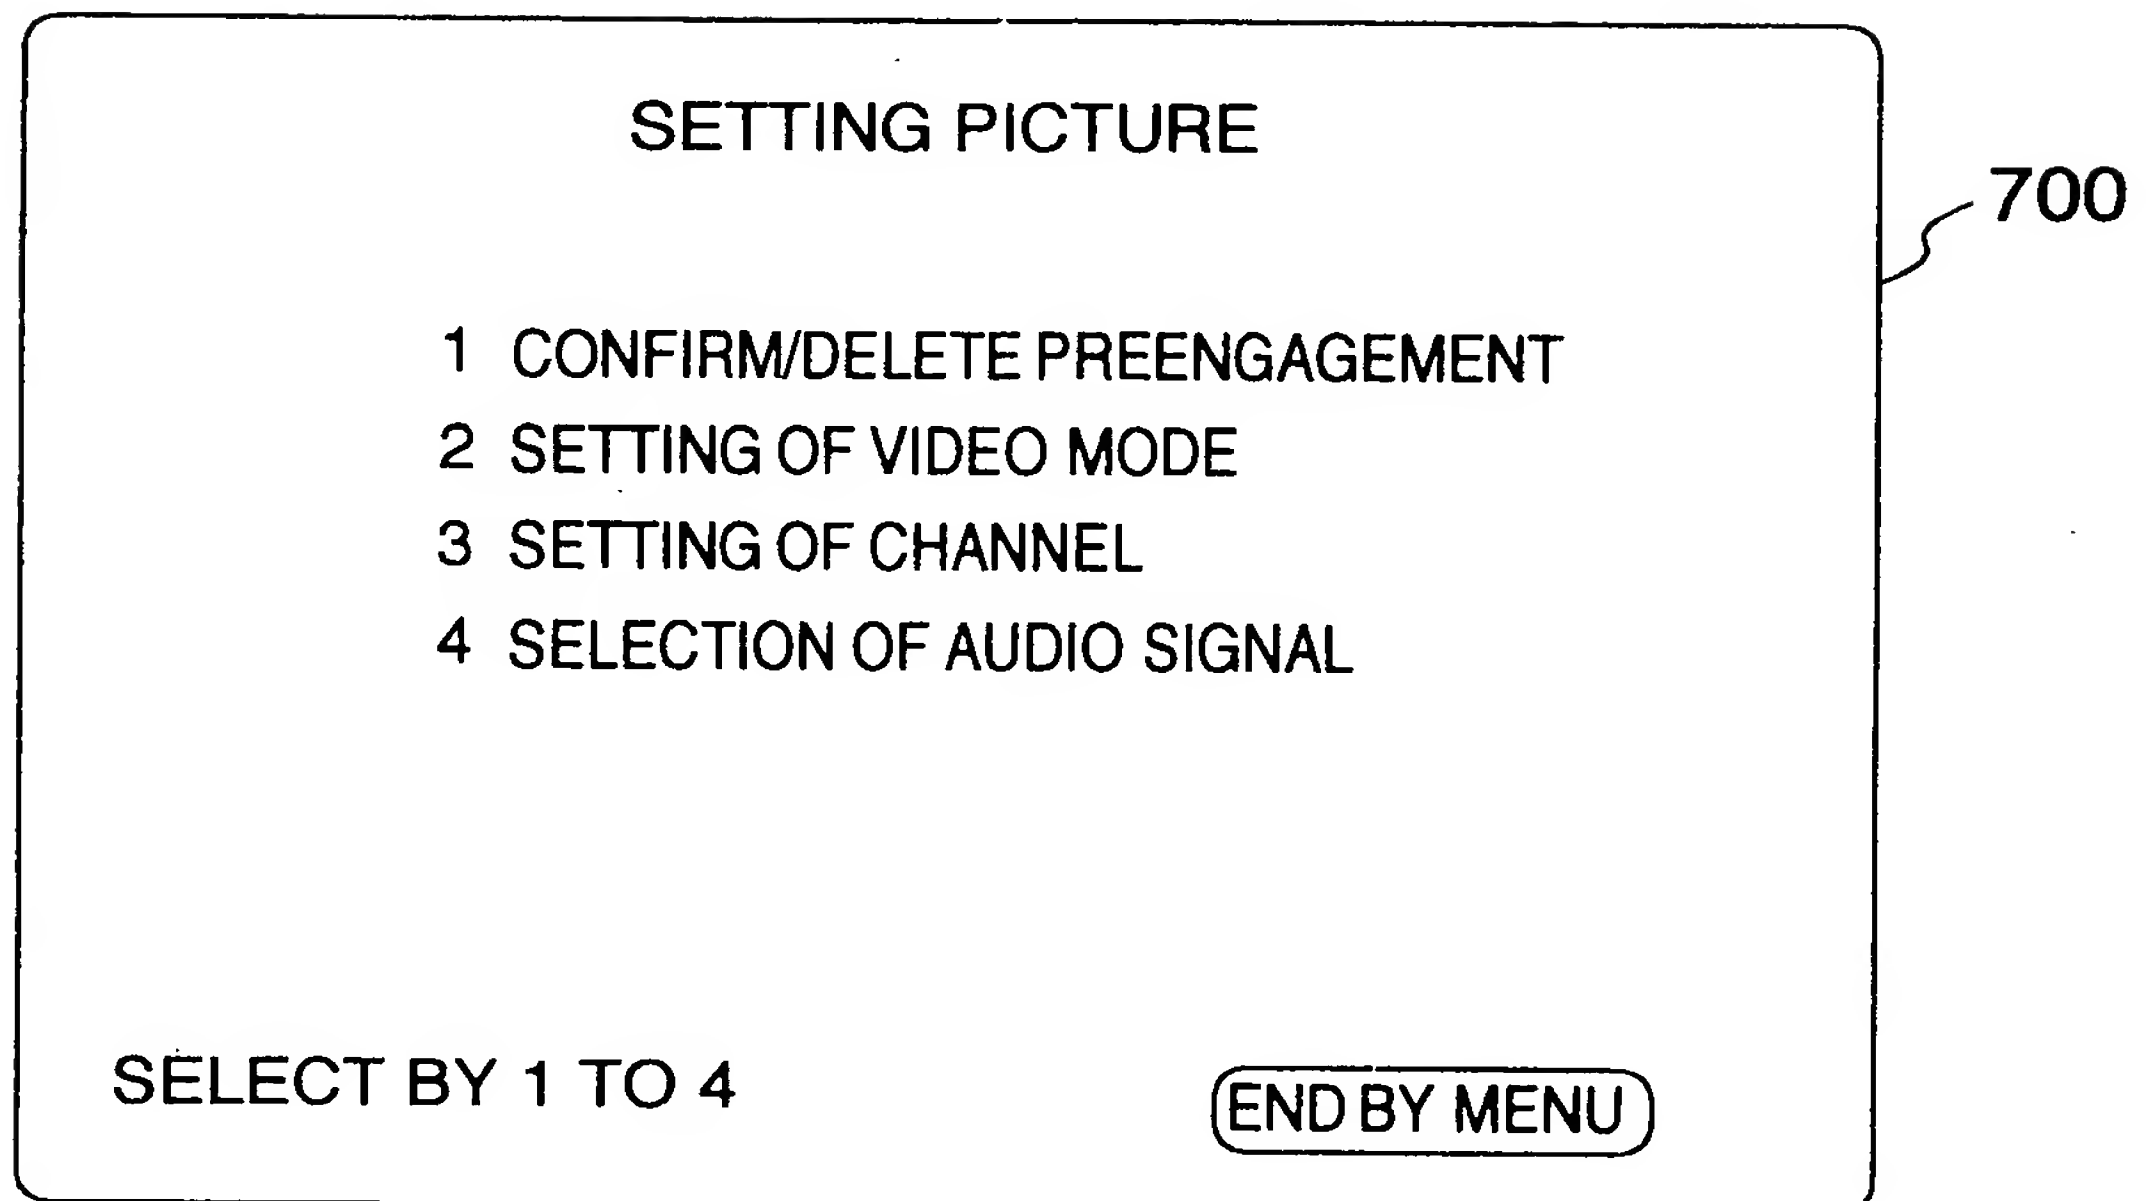 SETTING PICTURE
700
1 CONFIRM/DELETE PREENGAGEMENT
2 SETTING OF VIDEO MODE
3 SETTING OF CHANNEL
4 SELECTION OF AUDIO SIGNAL
SELECT BY 1 TO 4
END BY MENU